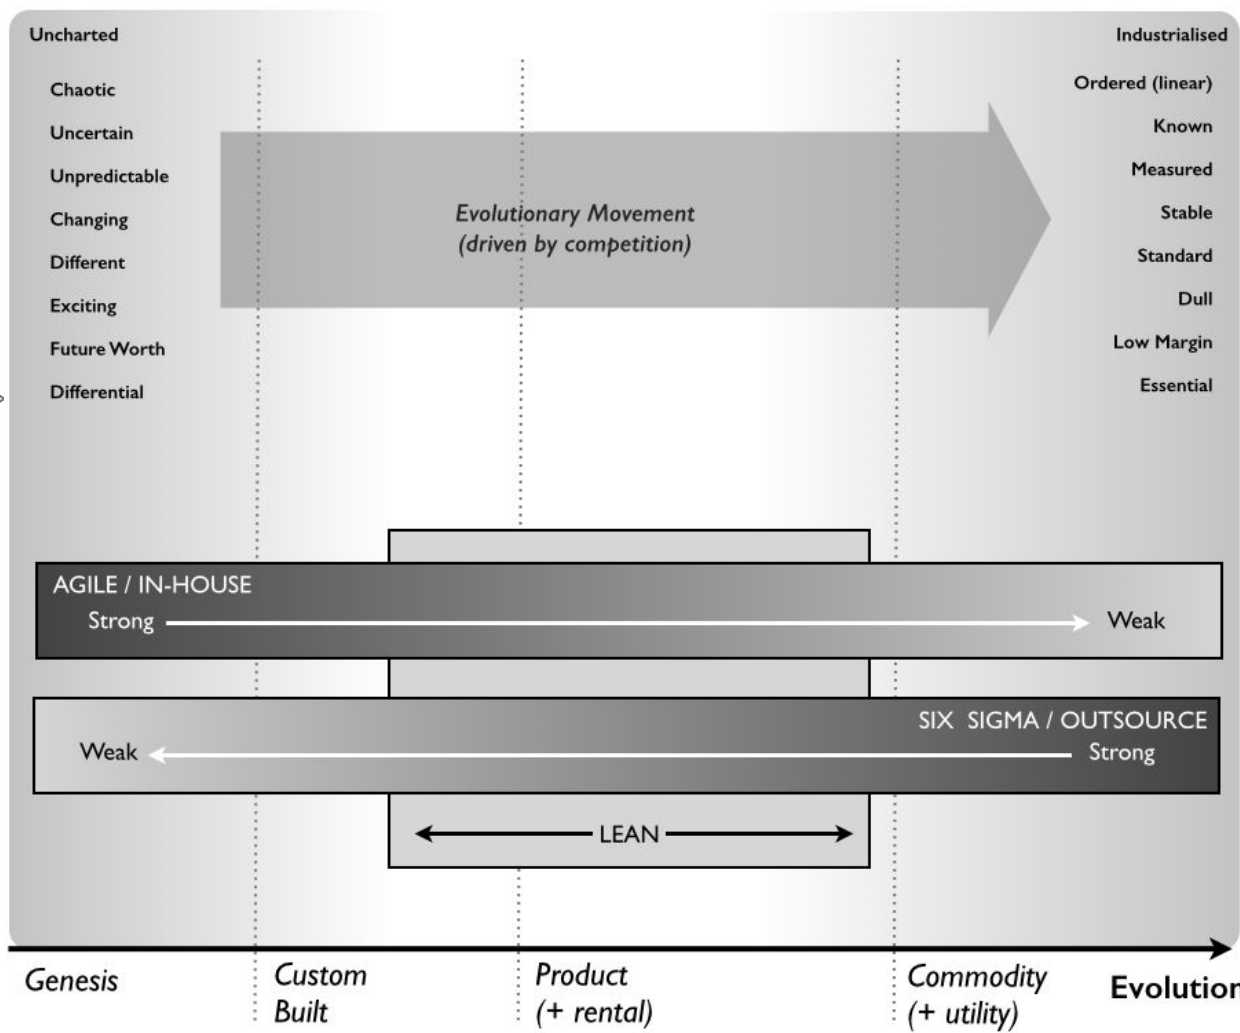 Uncharted
Industrialised
Chaotic
Uncertain
Unpredictable
Changing
Different
Exciting
Future Worth
Differential
Ordered (linear)
Known
Measured
Stable
Standard
Dull
Low Margin
Essential
Evolutionary Movement
(driven by competition)
AGILE / IN-HOUSE
Strong
Weak
SIX SIGMA / OUTSOURCE
Weak
Strong
LEAN
Genesis
Custom
Built
Product
(+ rental)
Commodity
(+ utility)
Evolution